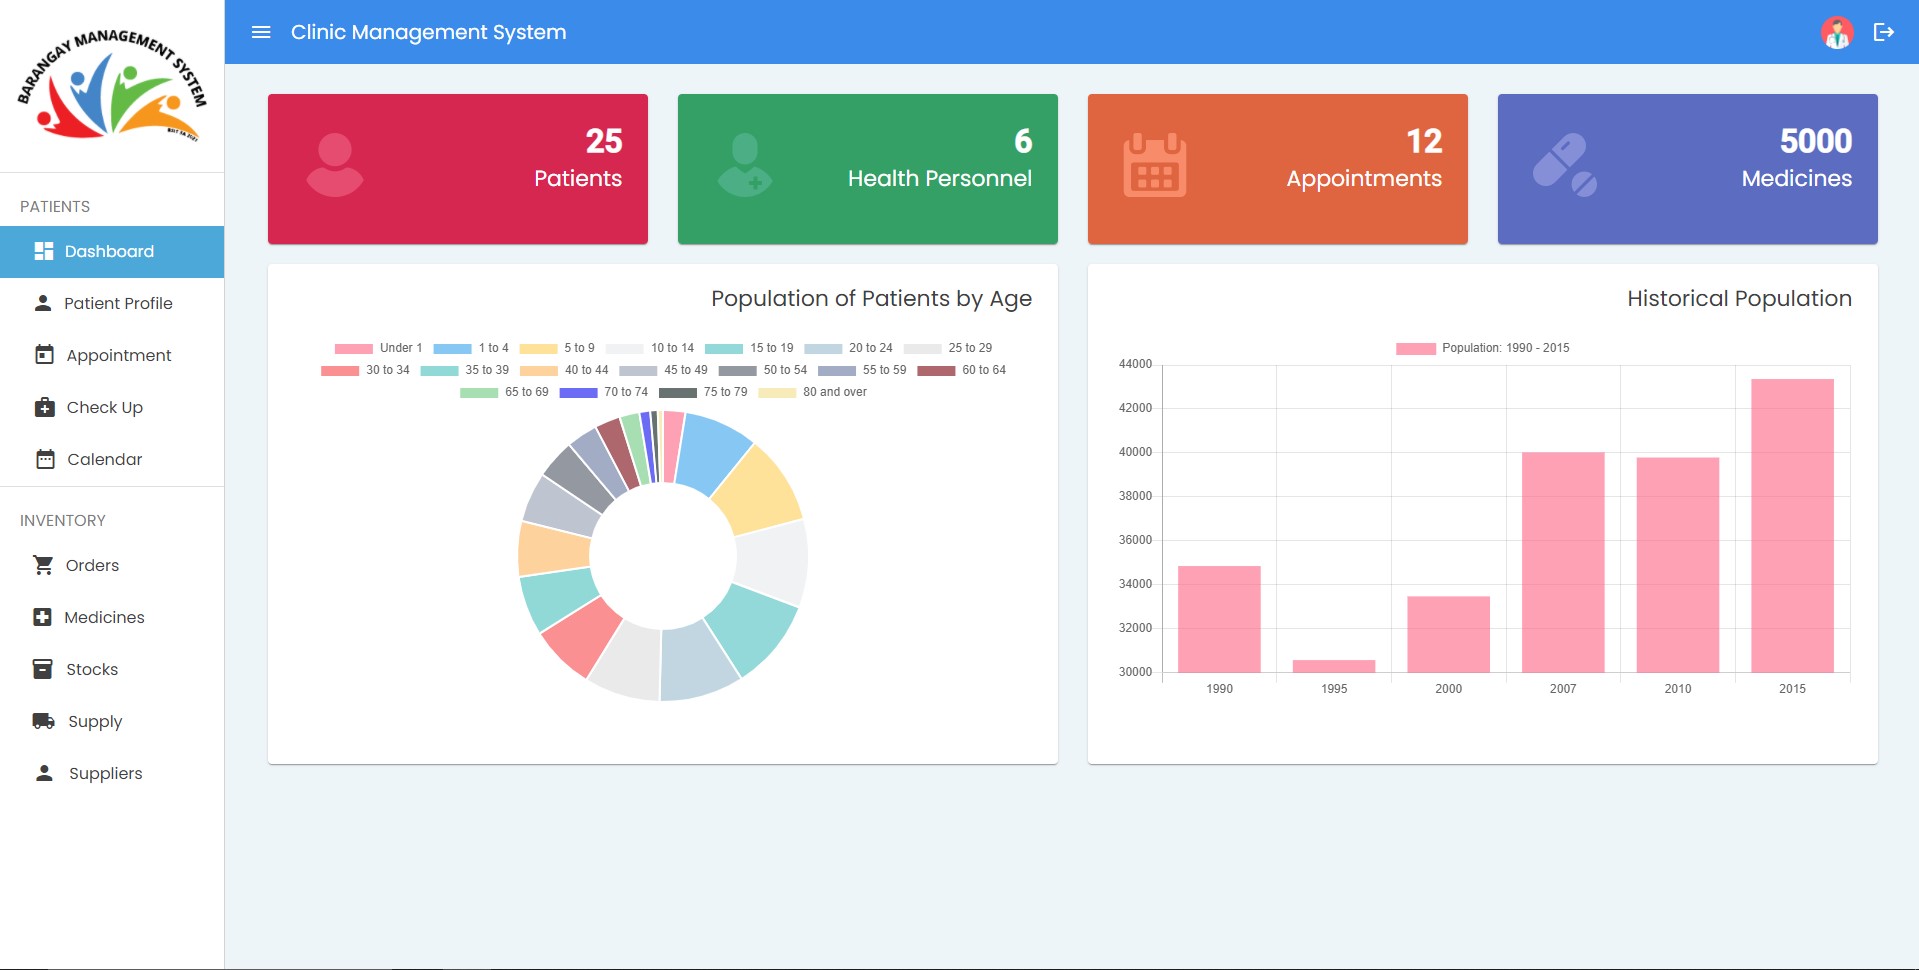 BARANGAY MANAGEMENT SYSTEM
Clinic Management System
PATIENTS
Dashboard
Patient Profile
Appointment
Check Up
Calendar
INVENTORY
Orders
Medicines
Stocks
Supply
Suppliers
25
Patients
6
Health Personnel
12
Appointments
5000
Medicines
Population of Patients by Age
Under 1 1 to 4 5 to 9 10 to 14 15 to 19 20 to 24 25 to 29
30 to 34 35 to 39 40 to 44 45 to 49 50 to 54 55 to 59 60 to 64
65 to 69 70 to 74 75 to 79 80 and over
Historical Population
Population: 1990 - 2015
44000
42000
40000
38000
36000
34000
32000
30000
1990 1995 2000 2007 2010 2015